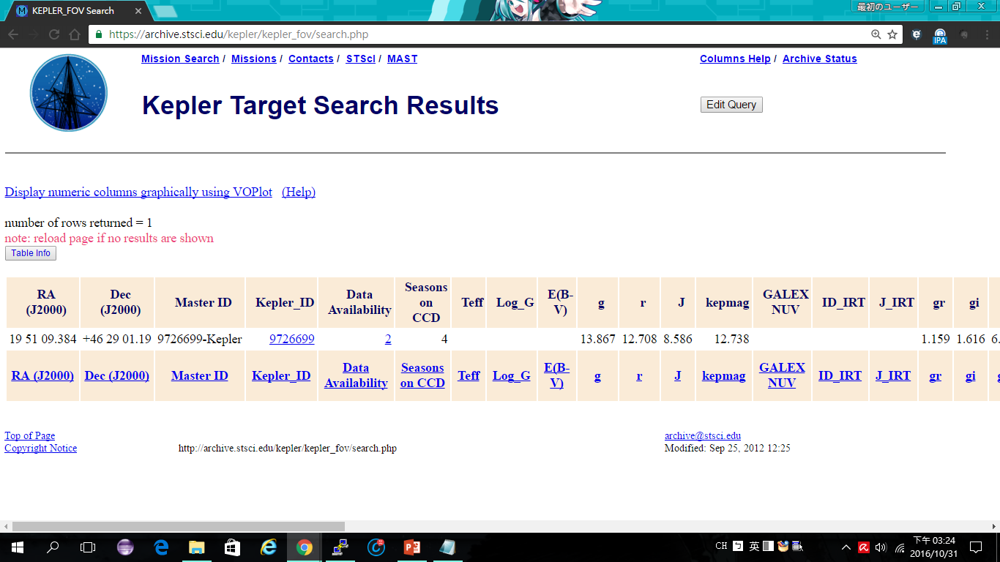 KEPLER_FOV Search
最初のユーザー
https://archive.stsci.edu/kepler/kepler_fov/search.php
IPA
Mission Search / Missions / Contacts / STScI / MAST
Columns Help / Archive Status
Kepler Target Search Results
Edit Query
Display numeric columns graphically using VOPlot (Help)
number of rows returned = 1
note: reload page if no results are shown
Table Info
RA (J2000) Dec (J2000) Master ID Kepler_ID Data Availability Seasons on CCD Teff Log_G E(B-V) g r J kepmag GALEX NUV ID_IRT J_IRT gr gi
19 51 09.384 +46 29 01.19 9726699-Kepler 9726699 2 4 13.867 12.708 8.586 12.738 1.159 1.616 6.
RA (J2000) Dec (J2000) Master ID Kepler_ID Data Availability Seasons on CCD Teff Log_G E(B-V) g r J kepmag GALEX NUV ID_IRT J_IRT gr gi
Top of Page
Copyright Notice
http://archive.stsci.edu/kepler/kepler_fov/search.php
archive@stsci.edu
Modified: Sep 25, 2012 12:25
CH
英
下午 03:24
2016/10/31